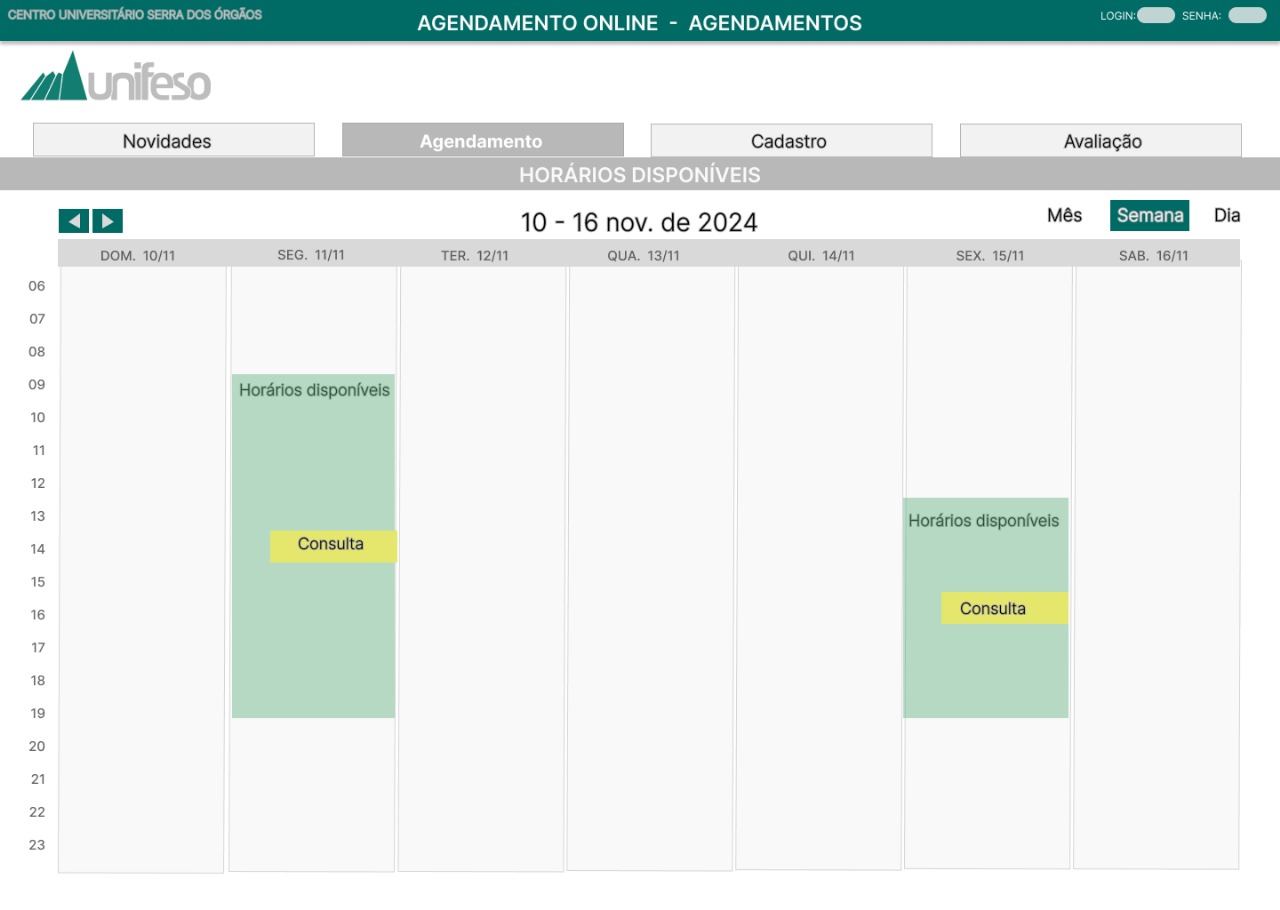 CENTRO UNIVERSITÁRIO SERRA DOS ÓRGÃOS
AGENDAMENTO ONLINE - AGENDAMENTOS
LOGIN: SENHA:
unifeso
Novidades Agendamento Cadastro Avaliação
HORÁRIOS DISPONÍVEIS
10 - 16 nov. de 2024
Mês Semana Dia
DOM. 10/11 SEG. 11/11 TER. 12/11 QUA. 13/11 QUI. 14/11 SEX. 15/11 SAB. 16/11
06
07
08
09 Horários disponíveis
10
11
12
13 Horários disponíveis
14 Consulta
15
16 Consulta
17
18
19
20
21
22
23